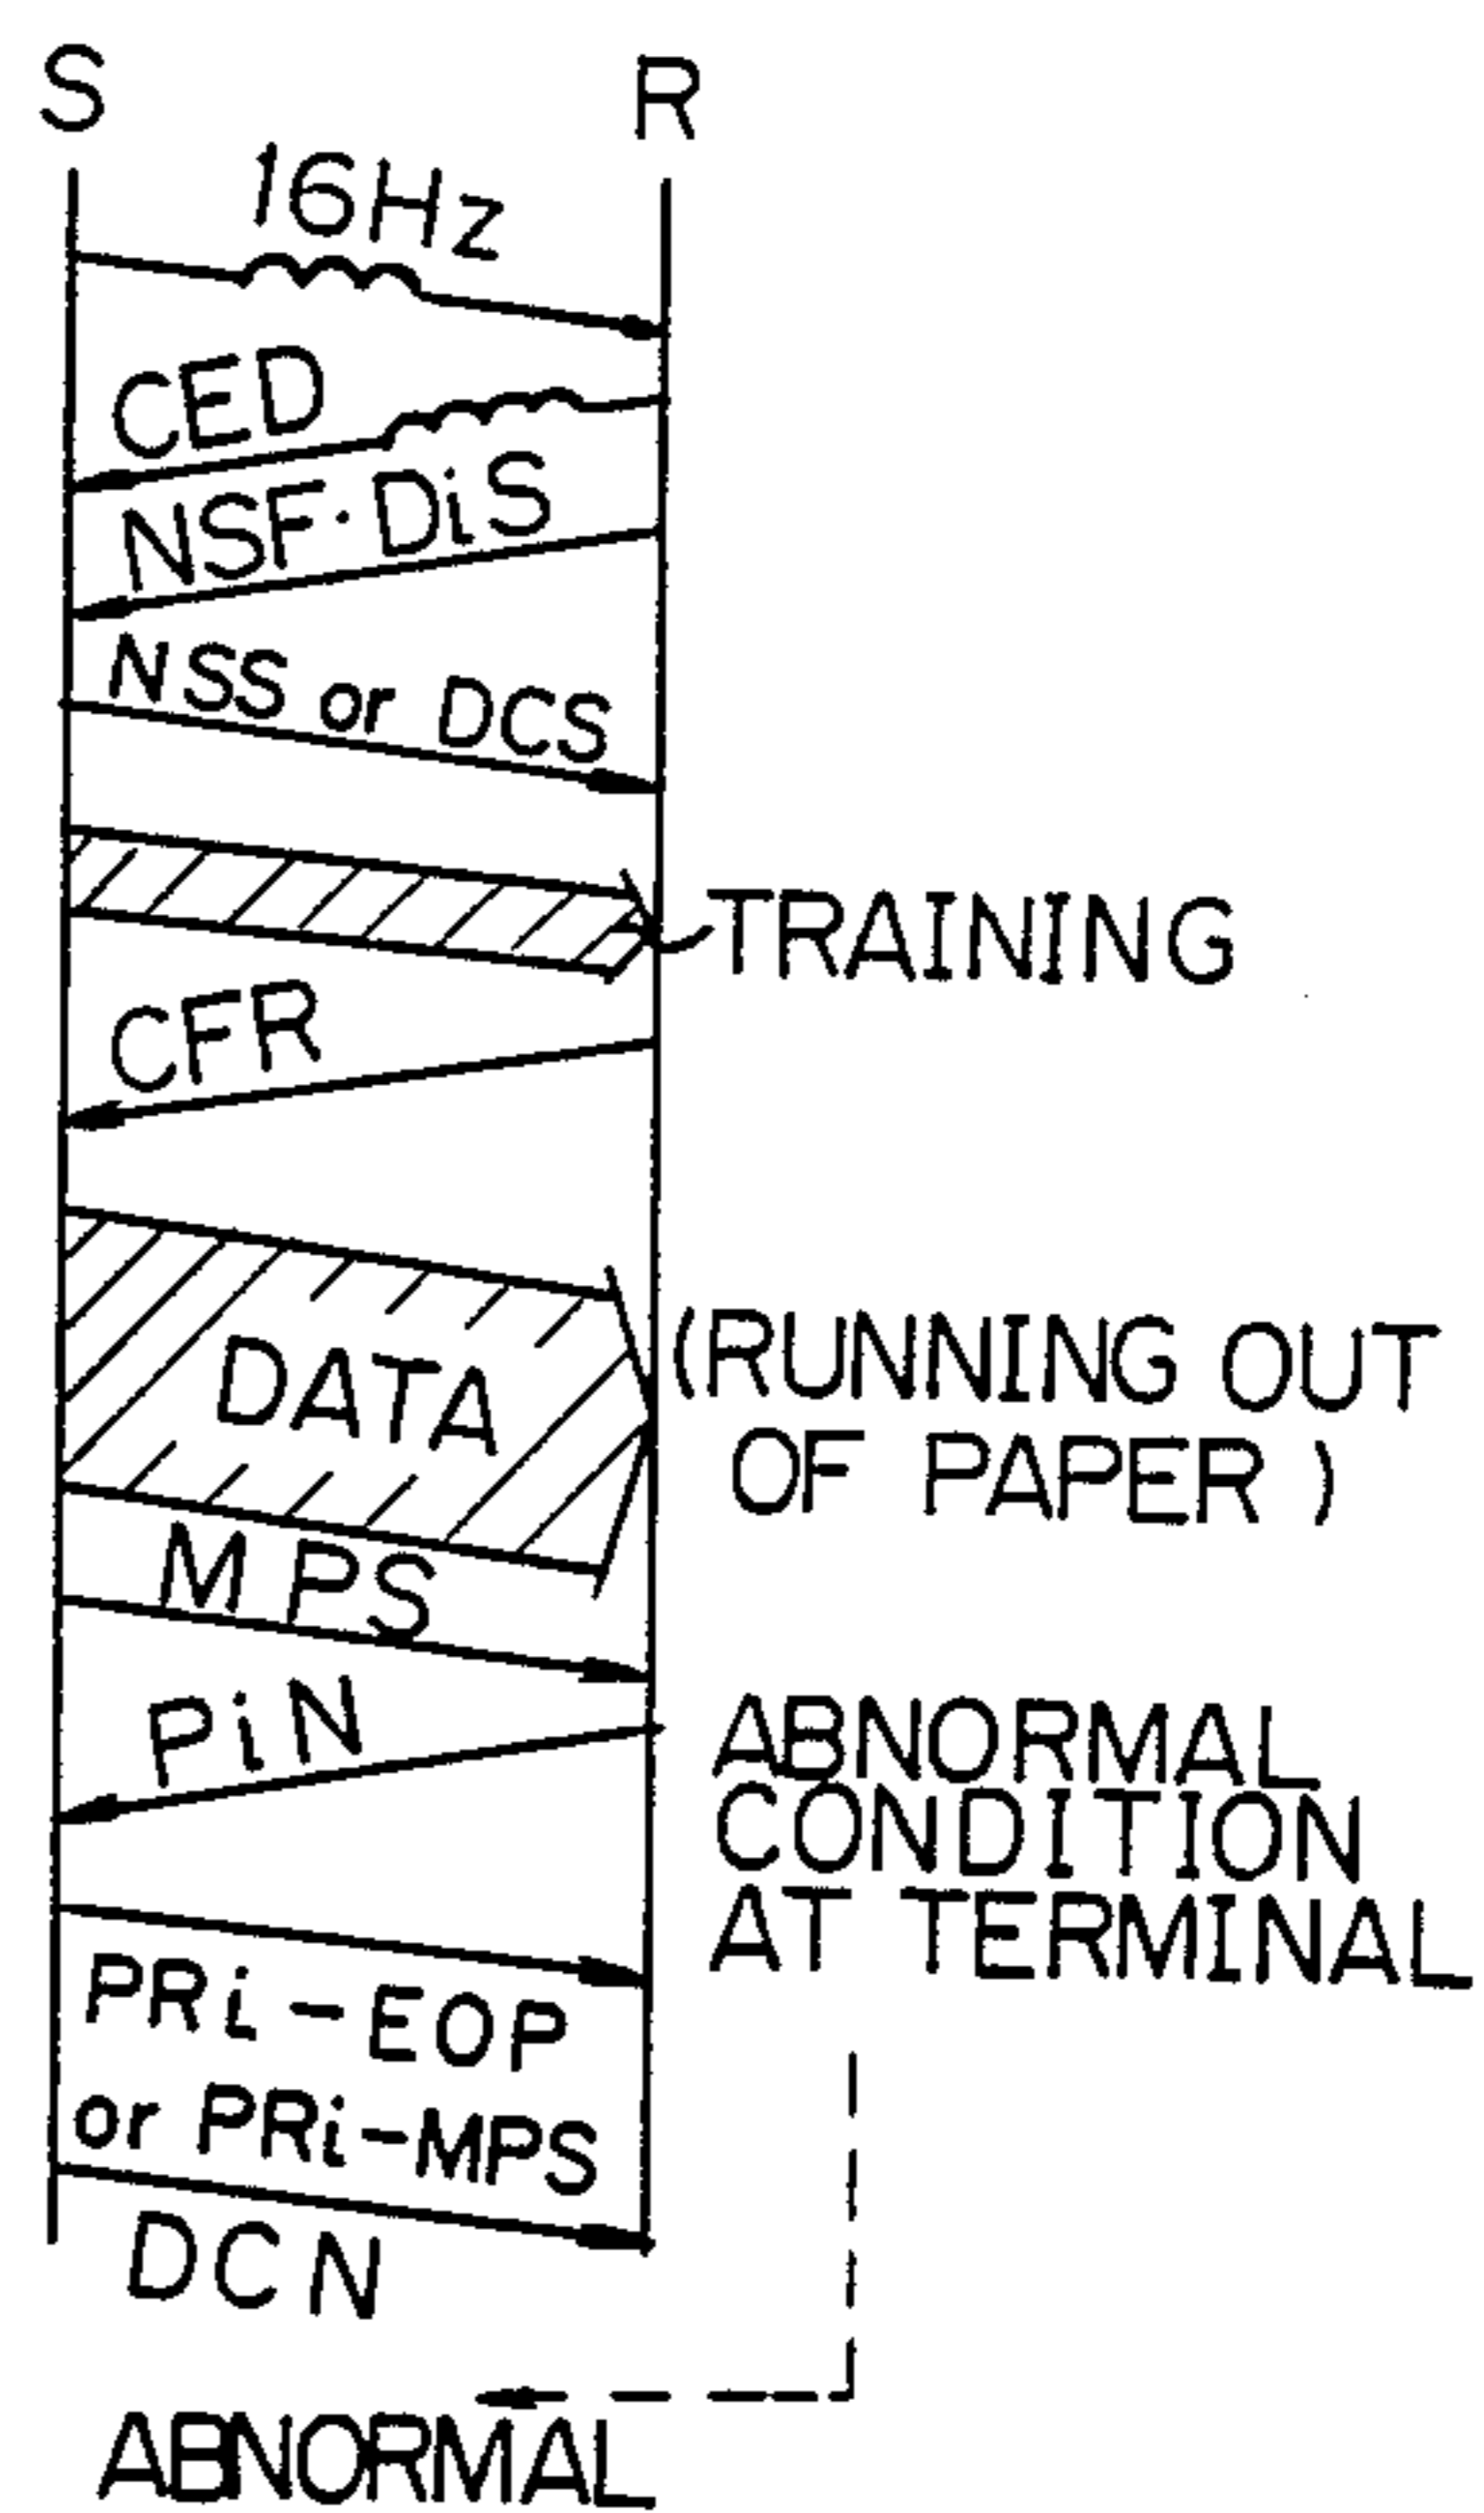 S
R
16Hz
CED
NSF·DiS
NSS or DCS
TRAINING
CFR
(RUNNING OUT
OF PAPER)
DATA
MPS
PiN
ABNORMAL
CONDITION
AT TERMINAL
PRi-EOP
or PRi-MPS
DCN
ABNORMAL